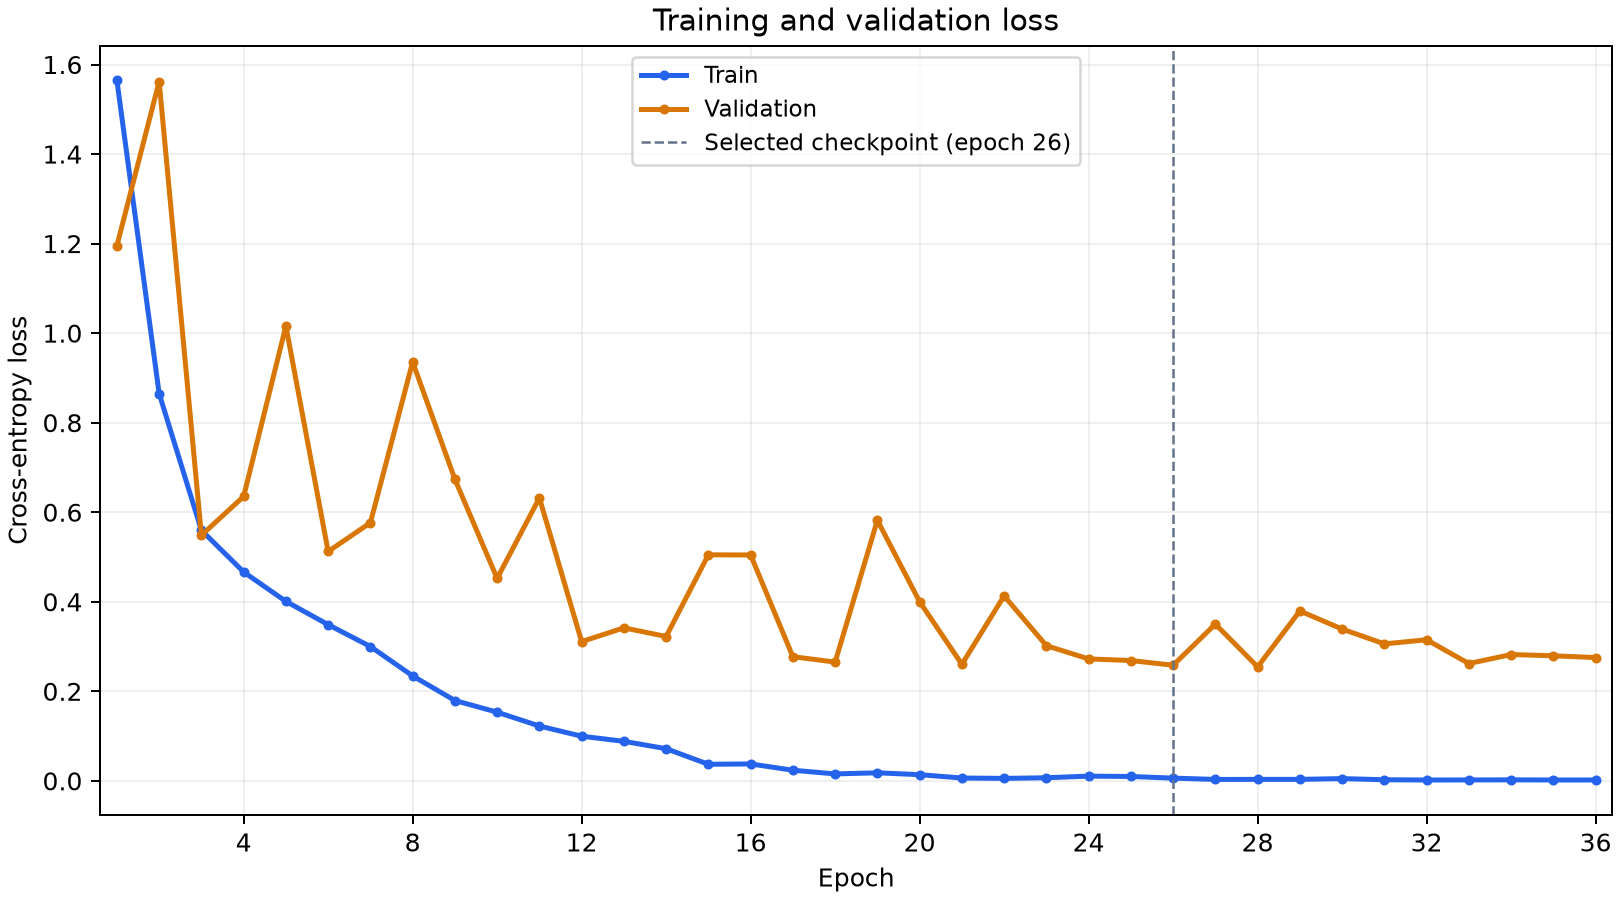 Training and validation loss
Train
Validation
Selected checkpoint (epoch 26)
Cross-entropy loss
1.6
1.4
1.2
1.0
0.8
0.6
0.4
0.2
0.0
4 8 12 16 20 24 28 32 36
Epoch